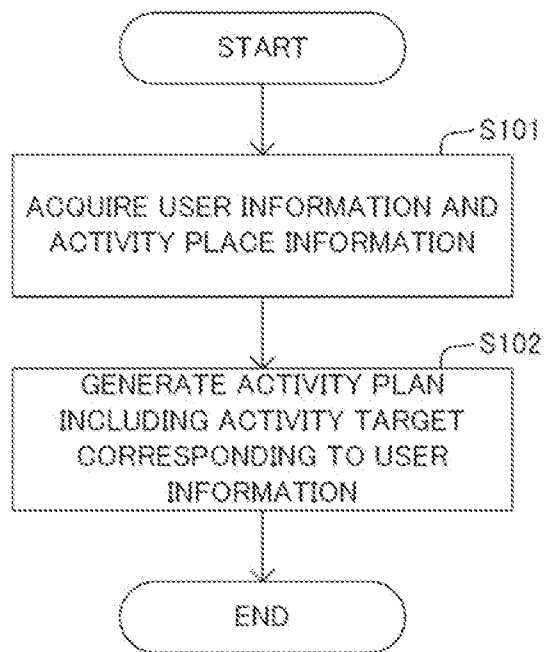 START
S101
ACQUIRE USER INFORMATION AND
ACTIVITY PLACE INFORMATION
S102
GENERATE ACTIVITY PLAN
INCLUDING ACTIVITY TARGET
CORRESPONDING TO USER
INFORMATION
END